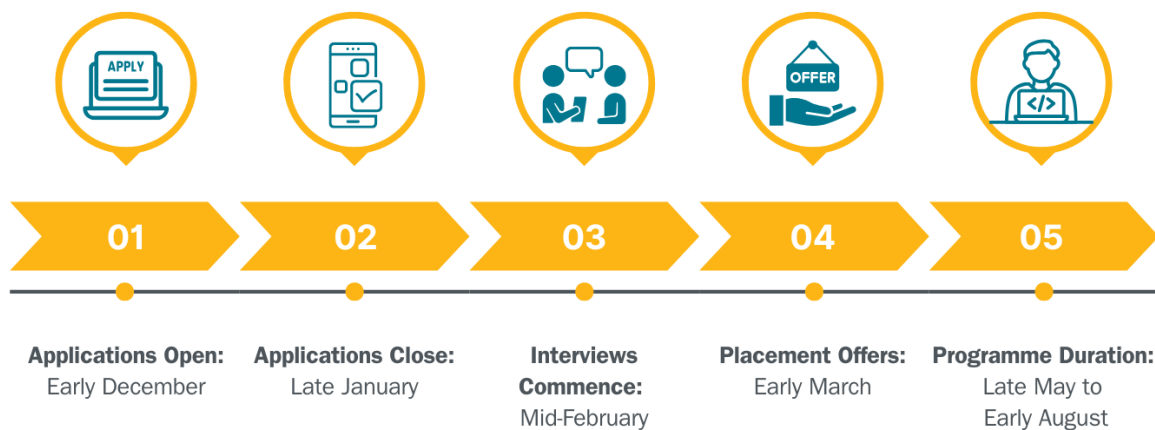 APPLY
OFFER
</>
01
02
03
04
05
Applications Open:
Early December
Applications Close:
Late January
Interviews
Commence:
Mid-February
Placement Offers:
Early March
Programme Duration:
Late May to
Early August